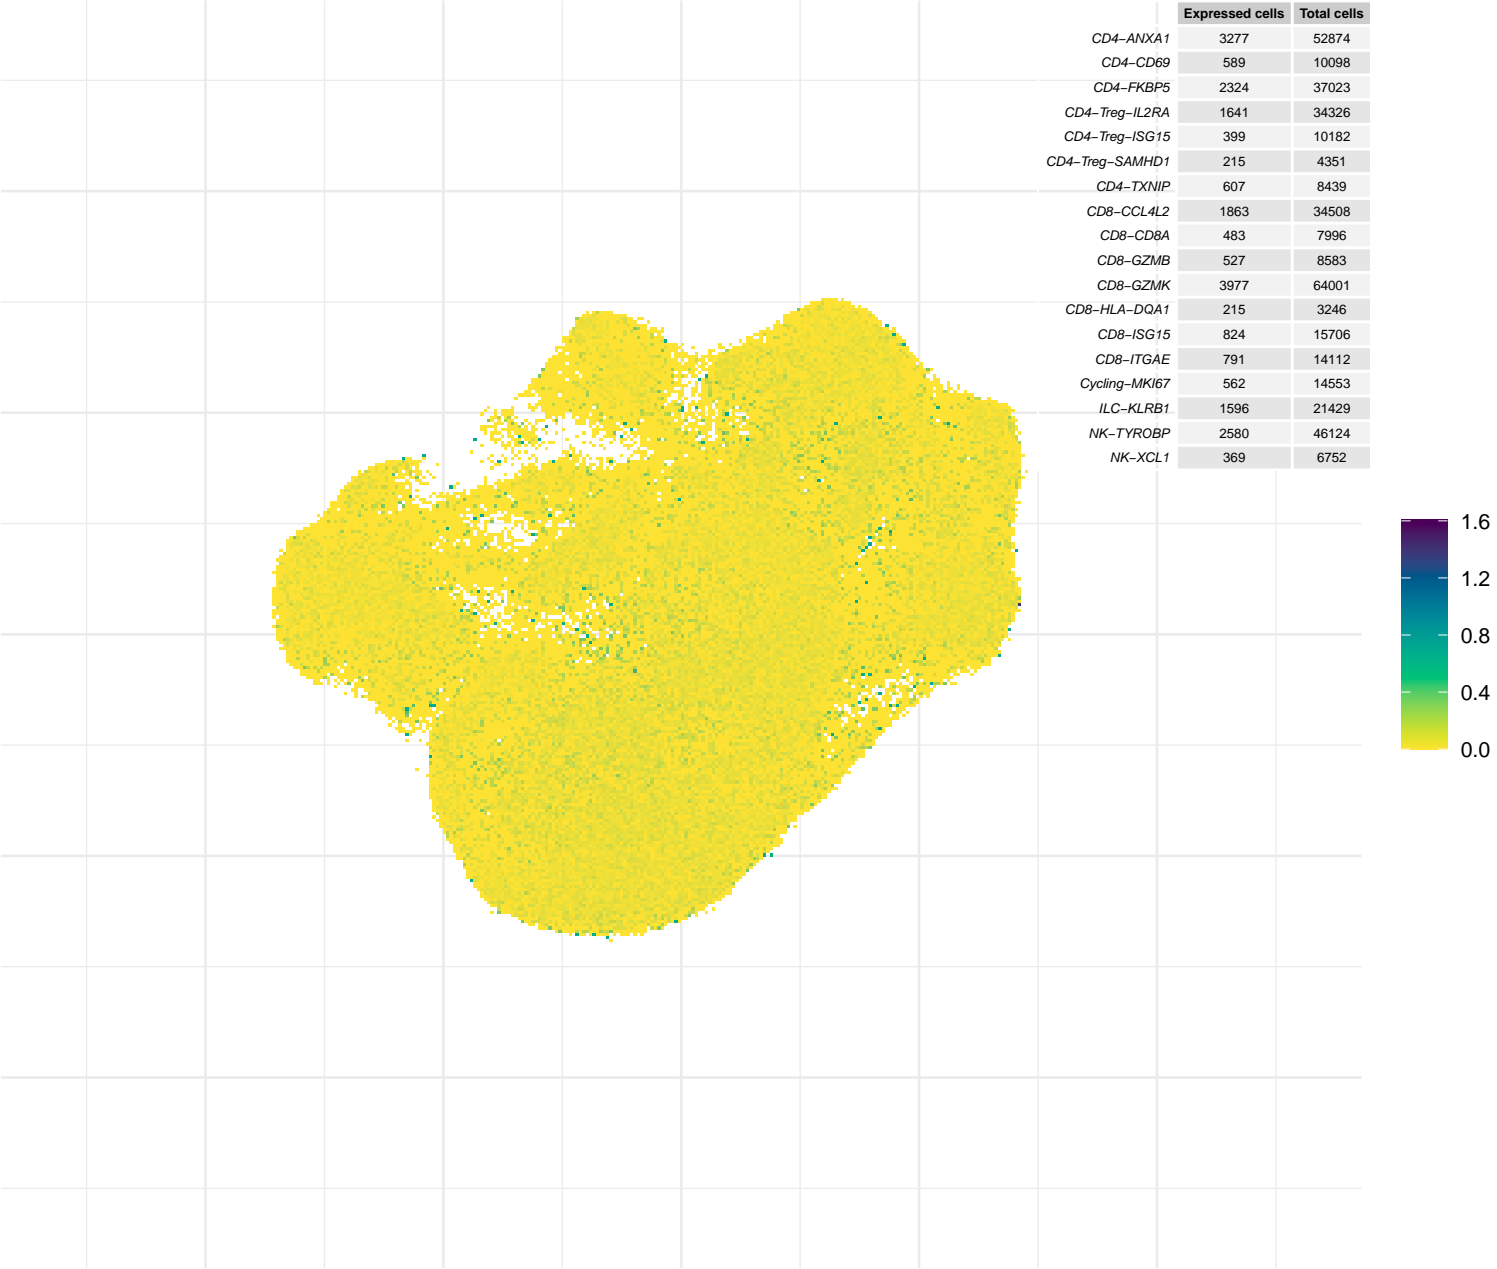 Expressed cells Total cells
CD4−ANXA1 3277 52874
CD4−CD69 589 10098
CD4−FKBP5 2324 37023
CD4−Treg−IL2RA 1641 34326
CD4−Treg−ISG15 399 10182
CD4−Treg−SAMHD1 215 4351
CD4−TXNIP 607 8439
CD8−CCL4L2 1863 34508
CD8−CD8A 483 7996
CD8−GZMB 527 8583
CD8−GZMK 3977 64001
CD8−HLA−DQA1 215 3246
CD8−ISG15 824 15706
CD8−ITGAE 791 14112
Cycling−MKI67 562 14553
ILC−KLRB1 1596 21429
NK−TYROBP 2580 46124
NK−XCL1 369 6752
1.6
1.2
0.8
0.4
0.0